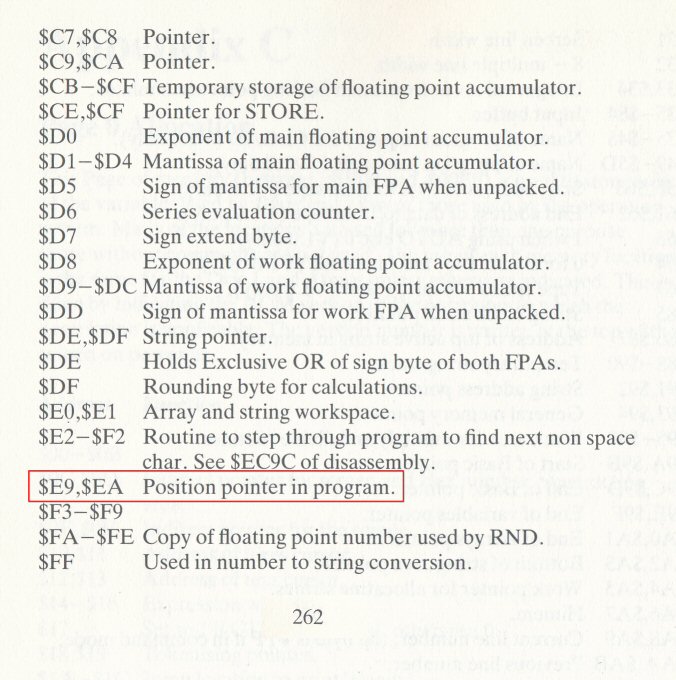 $C7,$C8 Pointer.
$C9,$CA Pointer.
$CB–$CF Temporary storage of floating point accumulator.
$CE,$CF Pointer for STORE.
$D0 Exponent of main floating point accumulator.
$D1–$D4 Mantissa of main floating point accumulator.
$D5 Sign of mantissa for main FPA when unpacked.
$D6 Series evaluation counter.
$D7 Sign extend byte.
$D8 Exponent of work floating point accumulator.
$D9–$DC Mantissa of work floating point accumulator.
$DD Sign of mantissa for work FPA when unpacked.
$DE,$DF String pointer.
$DE Holds Exclusive OR of sign byte of both FPAs.
$DF Rounding byte for calculations.
$E0,$E1 Array and string workspace.
$E2–$F2 Routine to step through program to find next non space
char. See $EC9C of disassembly.
$E9,$EA Position pointer in program.
$F3–$F9
$FA–$FE Copy of floating point number used by RND.
$FF Used in number to string conversion.
262